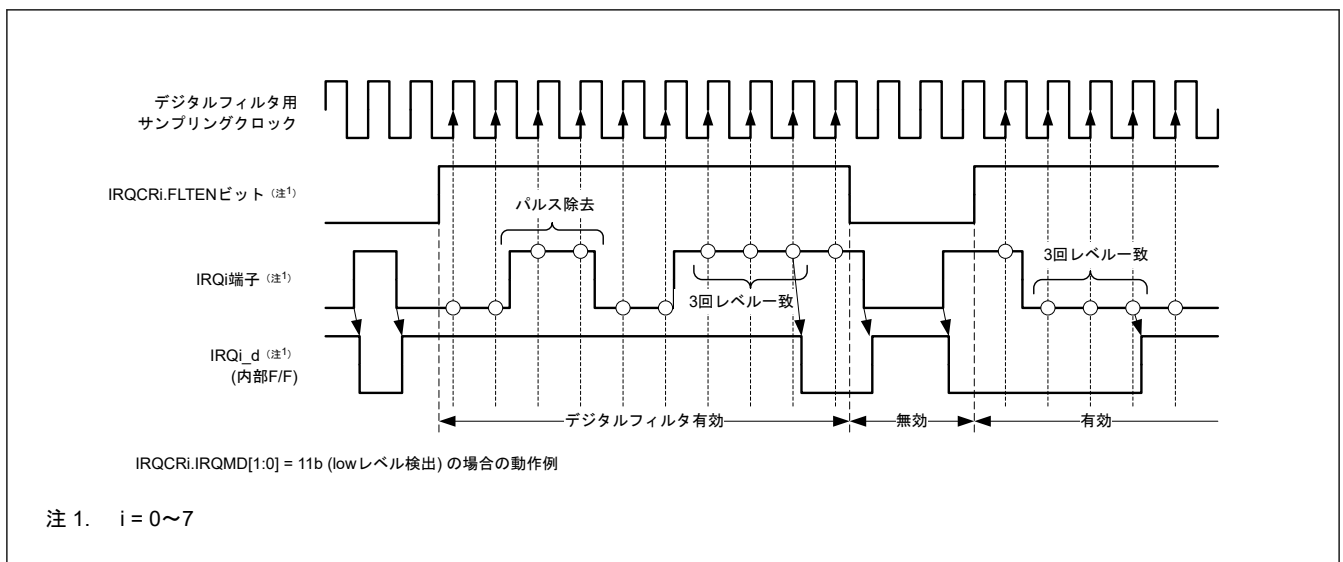 デジタルフィルタ用
サンプリングクロック
IRQCRi.FLTENビット（注1）
パルス除去
IRQi端子（注1）
3回レベル一致
3回レベル一致
IRQi_d（注1）
(内部F/F)
デジタルフィルタ有効
無効
有効
IRQCRi.IRQMD[1:0] = 11b (lowレベル検出) の場合の動作例
注 1. i = 0～7